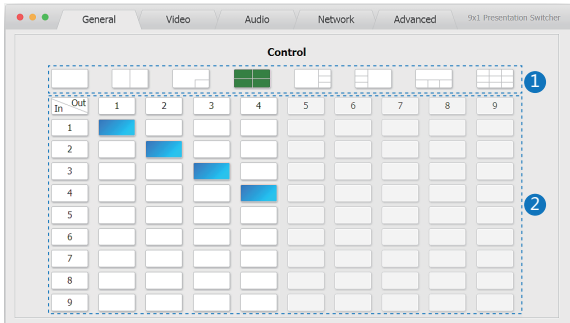 General Video Audio Network Advanced 9x1 Presentation Switcher
Control
1
Out
In 1 2 3 4 5 6 7 8 9
1
2
3
4
2
5
6
7
8
9